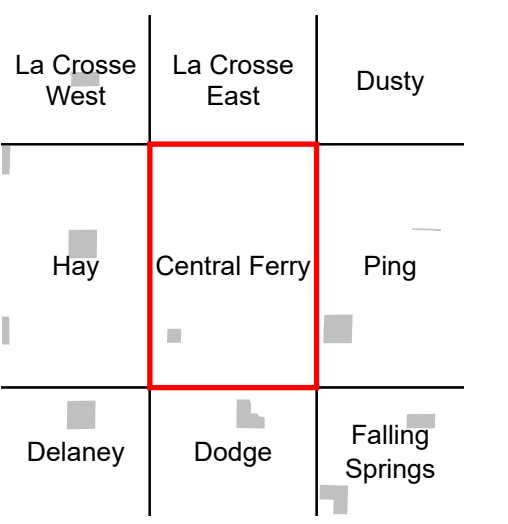 La Crosse
West
La Crosse
East
Dusty
Hay
Central Ferry
Ping
Delaney
Dodge
Falling
Springs